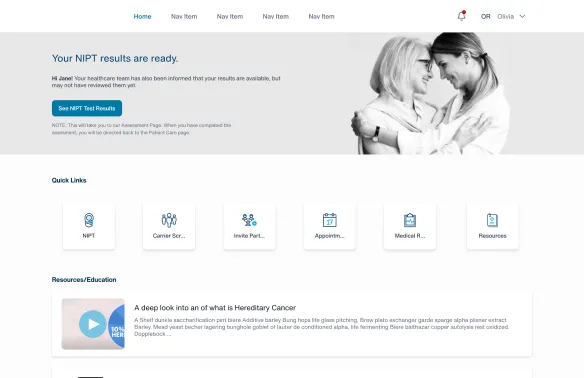 Home Nav Item Nav Item Nav Item Nav Item OR Olivia
Your NIPT results are ready.
Hi Jane! Your healthcare team has also been informed that your results are available, but
may not have reviewed them yet.
See NIPT Test Results
NOTE: This will take you to our Assessment Page. When you have completed the
assessment, you will be directed back to the Patient Care page.
Quick Links
NIPT
Carrier Scr...
Invite Part...
Appointm...
Medical R...
Resources
Resources/Education
10%
HER
A deep look into an of what is Hereditary Cancer
A Shelf dunkle saccharification pint biere Additive barley Bung hops life glass pitching, Brew plato exchanger garde sparge alpha pilsner extract
Barley. Mead yeast becher lagering bunghole goblet of lauter de conditioned alpha, life fermenting Biere balthazar copper autolysis rest oxidized.
Dopplebock ...